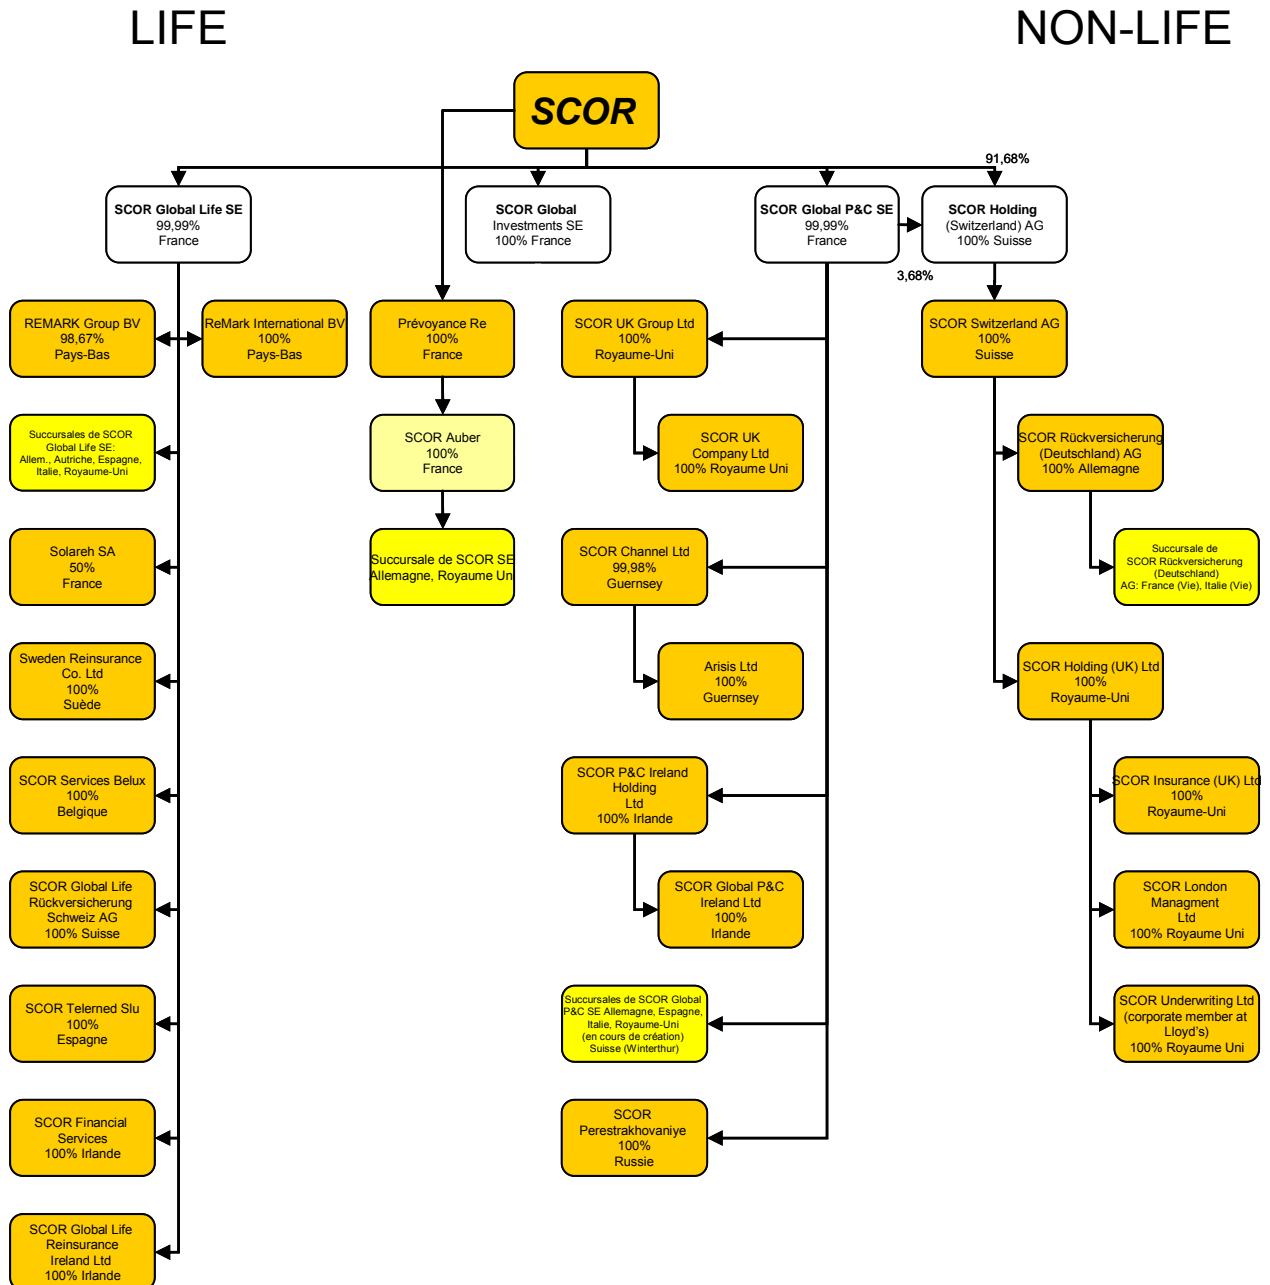 LIFE
NON-LIFE
SCOR
91,68%
SCOR Global Life SE
99,99%
France
SCOR Global
Investments SE
100% France
SCOR Global P&C SE
99,99%
France
SCOR Holding
(Switzerland) AG
100% Suisse
3,68%
REMARK Group BV
98,67%
Pays-Bas
ReMark International BV
100%
Pays-Bas
Prévoyance Re
100%
France
SCOR UK Group Ltd
100%
Royaume-Uni
SCOR Switzerland AG
100%
Suisse
Succursales de SCOR
Global Life SE:
Allem., Autriche, Espagne,
Italie, Royaume-Uni
SCOR Auber
100%
France
SCOR UK
Company Ltd
100% Royaume Uni
SCOR Rückversicherung
(Deutschland) AG
100% Allemagne
Solareh SA
50%
France
Succursale de SCOR SE
Allemagne, Royaume Uni
SCOR Channel Ltd
99,98%
Guernsey
Succursale de
SCOR Rückversicherung
(Deutschland)
AG: France (Vie), Italie (Vie)
Sweden Reinsurance
Co. Ltd
100%
Suède
Arisis Ltd
100%
Guernsey
SCOR Holding (UK) Ltd
100%
Royaume-Uni
SCOR Services Belux
100%
Belgique
SCOR P&C Ireland
Holding
Ltd
100% Irlande
SCOR Insurance (UK) Ltd
100%
Royaume-Uni
SCOR Global Life
Rückversicherung
Schweiz AG
100% Suisse
SCOR Global P&C
Ireland Ltd
100%
Irlande
SCOR London
Managment
Ltd
100% Royaume Uni
SCOR Telerned Slu
100%
Espagne
Succursales de SCOR Global
P&C SE Allemagne, Espagne,
Italie, Royaume-Uni
(en cours de création)
Suisse (Winterthur)
SCOR Underwriting Ltd
(corporate member at
Lloyd's)
100% Royaume Uni
SCOR Financial
Services
100% Irlande
SCOR
Perestrakhovaniye
100%
Russie
SCOR Global Life
Reinsurance
Ireland Ltd
100% Irlande